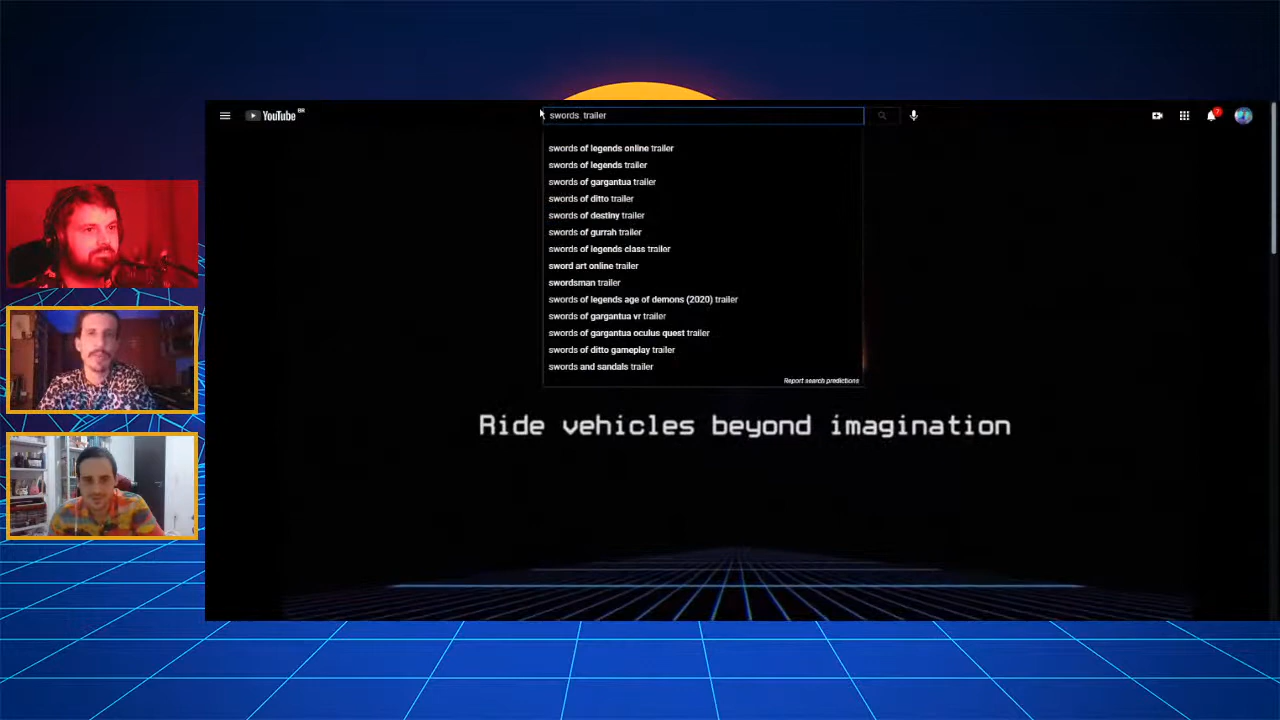 YouTube BR
swords  trailer
7
swords of legends online trailer
swords of legends trailer
swords of gargantua trailer
swords of ditto trailer
swords of destiny trailer
swords of gurrah trailer
swords of legends class trailer
sword art online trailer
swordsman trailer
swords of legends age of demons (2020) trailer
swords of gargantua vr trailer
swords of gargantua oculus quest trailer
swords of ditto gameplay trailer
swords and sandals trailer
Report search predictions
Ride vehicles beyond imagination